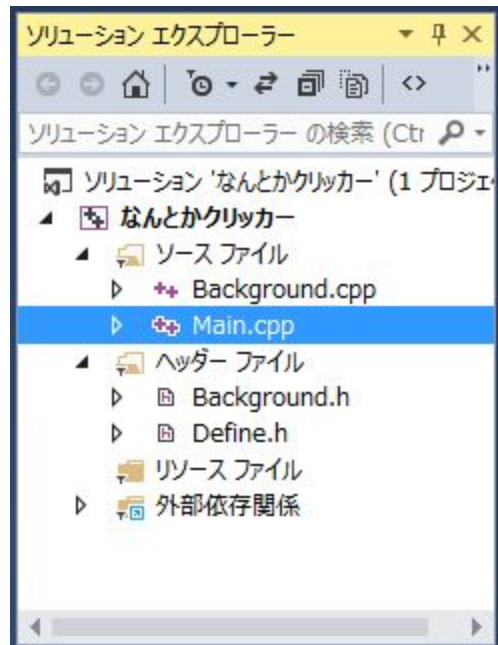 ソリューション エクスプローラー
ソリューション エクスプローラー の検索 (Ctr
ソリューション 'なんとかクリッカー' (1 プロジェ
なんとかクリッカー
ソース ファイル
Background.cpp
Main.cpp
ヘッダー ファイル
Background.h
Define.h
リソース ファイル
外部依存関係